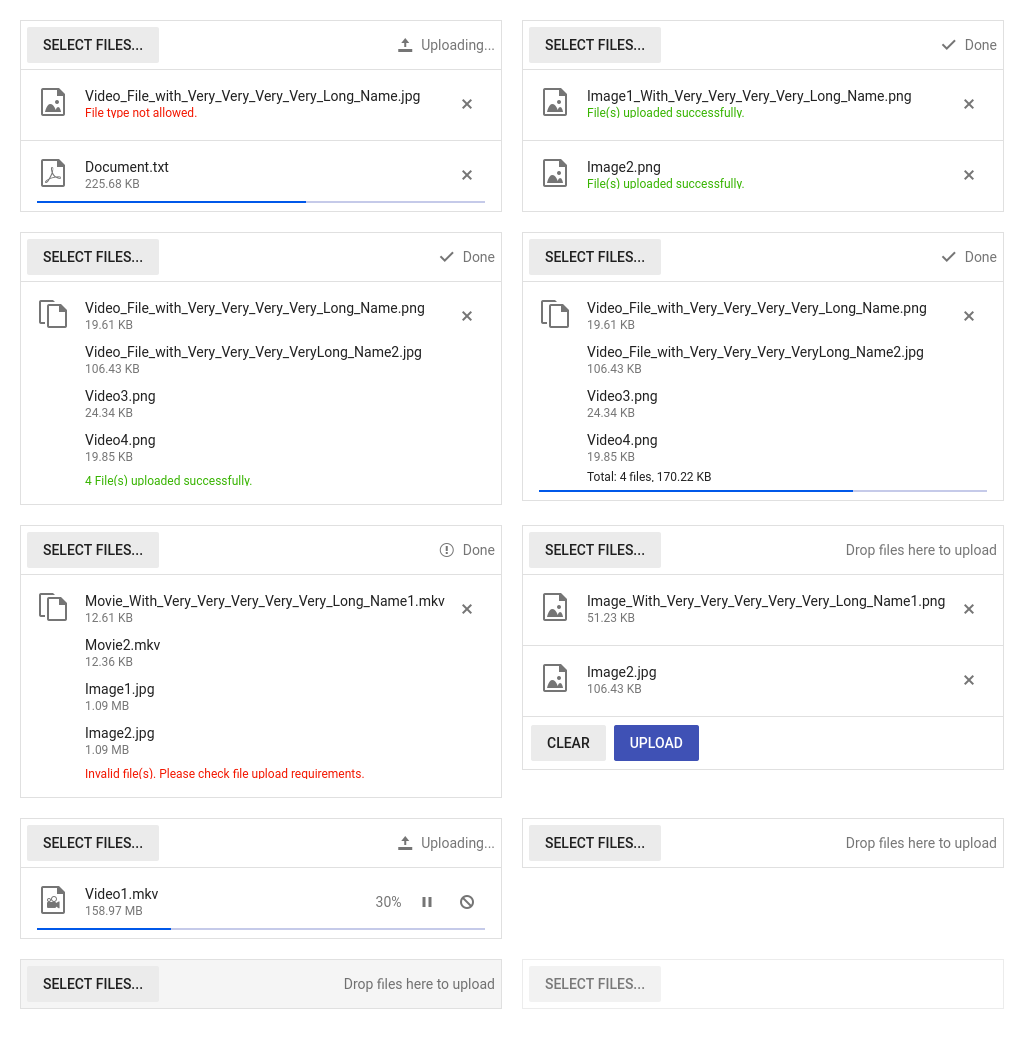 SELECT FILES...
Uploading...
Video_File_with_Very_Very_Very_Very_Long_Name.jpg
File type not allowed.
Document.txt
225.68 KB
SELECT FILES...
Done
Image1_With_Very_Very_Very_Very_Long_Name.png
File(s) uploaded successfully.
Image2.png
File(s) uploaded successfully.
SELECT FILES...
Done
Video_File_with_Very_Very_Very_Very_Long_Name.png
19.61 KB
Video_File_with_Very_Very_Very_VeryLong_Name2.jpg
106.43 KB
Video3.png
24.34 KB
Video4.png
19.85 KB
4 File(s) uploaded successfully.
SELECT FILES...
Done
Video_File_with_Very_Very_Very_Very_Long_Name.png
19.61 KB
Video_File_with_Very_Very_Very_VeryLong_Name2.jpg
106.43 KB
Video3.png
24.34 KB
Video4.png
19.85 KB
Total: 4 files, 170.22 KB
SELECT FILES...
Done
Movie_With_Very_Very_Very_Very_Very_Long_Name1.mkv
12.61 KB
Movie2.mkv
12.36 KB
Image1.jpg
1.09 MB
Image2.jpg
1.09 MB
Invalid file(s). Please check file upload requirements.
SELECT FILES...
Drop files here to upload
Image_With_Very_Very_Very_Very_Very_Long_Name1.png
51.23 KB
Image2.jpg
106.43 KB
CLEAR
UPLOAD
SELECT FILES...
Uploading...
Video1.mkv
158.97 MB
30%
SELECT FILES...
Drop files here to upload
SELECT FILES...
Drop files here to upload
SELECT FILES...